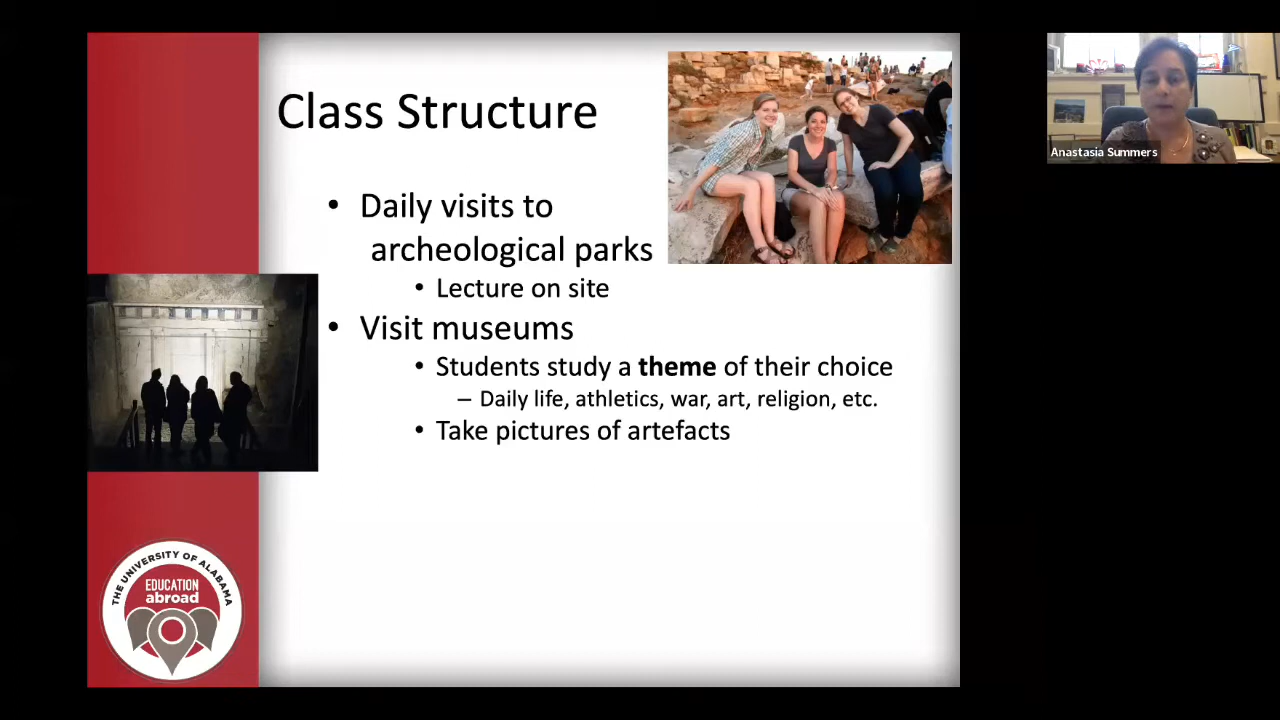 Class Structure
• Daily visits to
archeological parks
• Lecture on site
• Visit museums
• Students study a theme of their choice
– Daily life, athletics, war, art, religion, etc.
• Take pictures of artefacts
THE UNIVERSITY OF ALABAMA
EDUCATION
abroad
Anastasia Summers